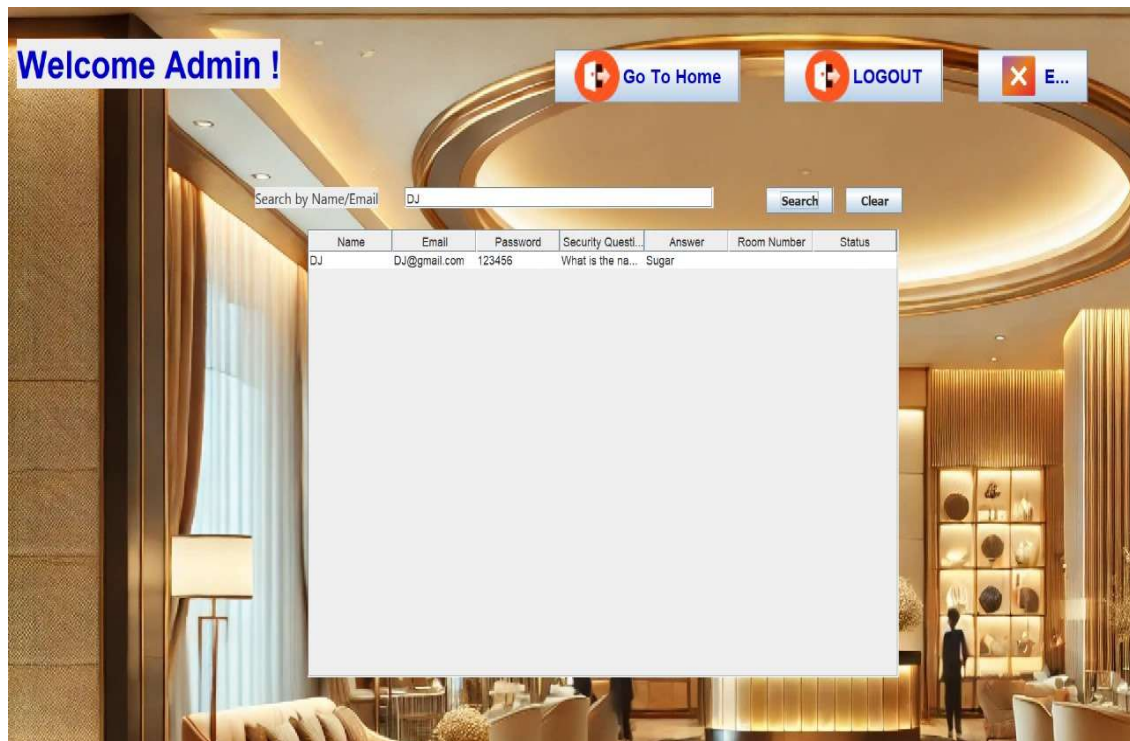 Welcome Admin !
Go To Home
LOGOUT
E...
Search by Name/Email DJ Search Clear
Name Email Password Security Questi... Answer Room Number Status
DJ DJ@gmail.com 123456 What is the na... Sugar